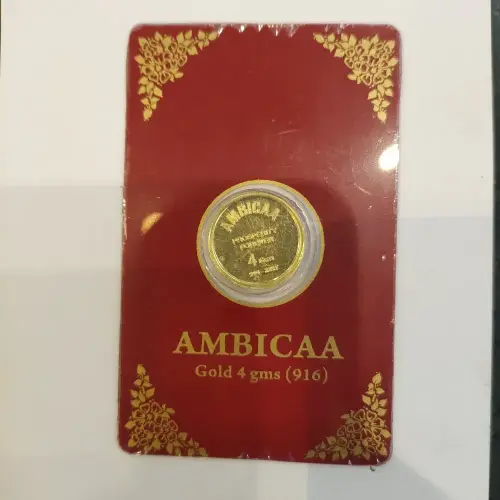 AMBICAA
PROSPERITY
FOREVER
4 
AMBICAA
Gold 4 gms (916)